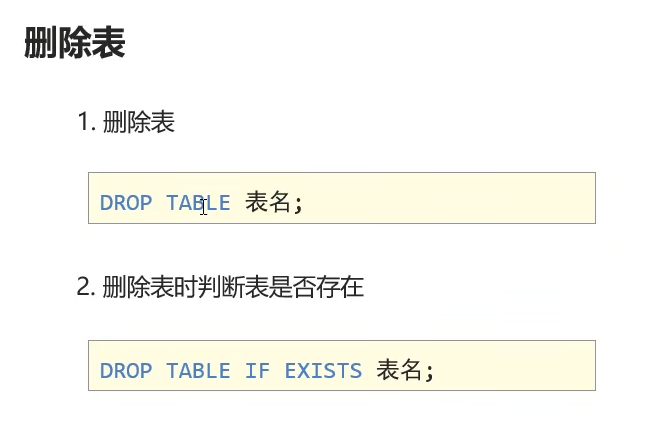 删除表
1. 删除表
DROP TABLE 表名;
2. 删除表时判断表是否存在
DROP TABLE IF EXISTS 表名;